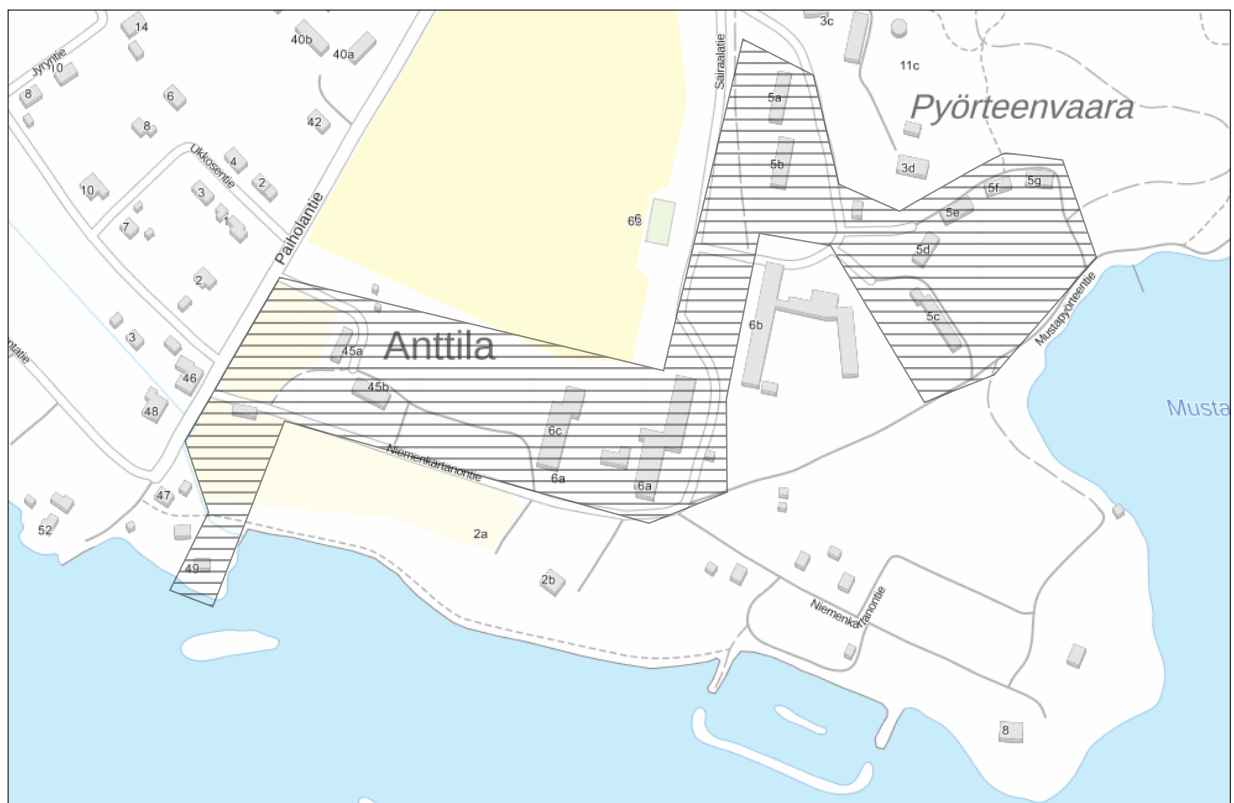 14
40b
40a
3c
Jyryntie
10
8
6
8
42
Sairaalatie
11c
5a
Pyörteenvaara
Ukkosentie
4
2
10
3
1
7
5b
3d
5f
5g
5e
6
Paiholantie
5d
2
5c
Mustapyörteentie
3
45a
Anttila
6b
46
45b
48
Musta
6c
Niemenkartanontie
6a
6a
47
52
2a
49
2b
Niemenkartanontie
8